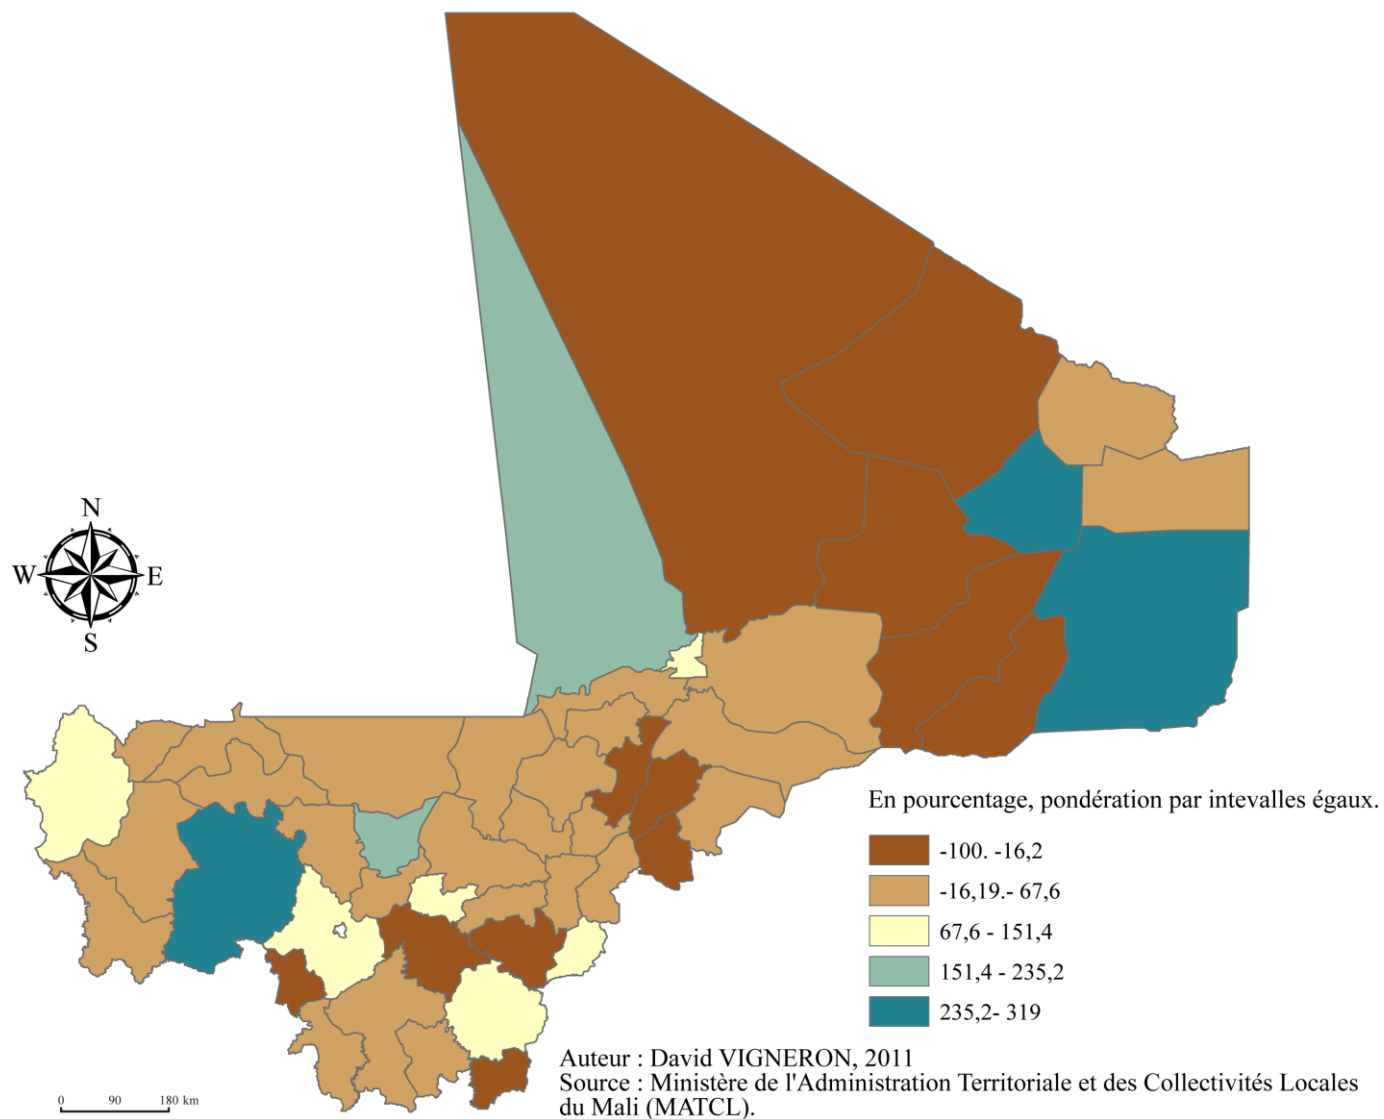 N
W E
S
En pourcentage, pondération par intevalles égaux.
-100. -16,2
-16,19.- 67,6
67,6 - 151,4
151,4 - 235,2
235,2- 319
Auteur : David VIGNERON, 2011
Source : Ministère de l'Administration Territoriale et des Collectivités Locales
du Mali (MATCL).
0 90 180 km